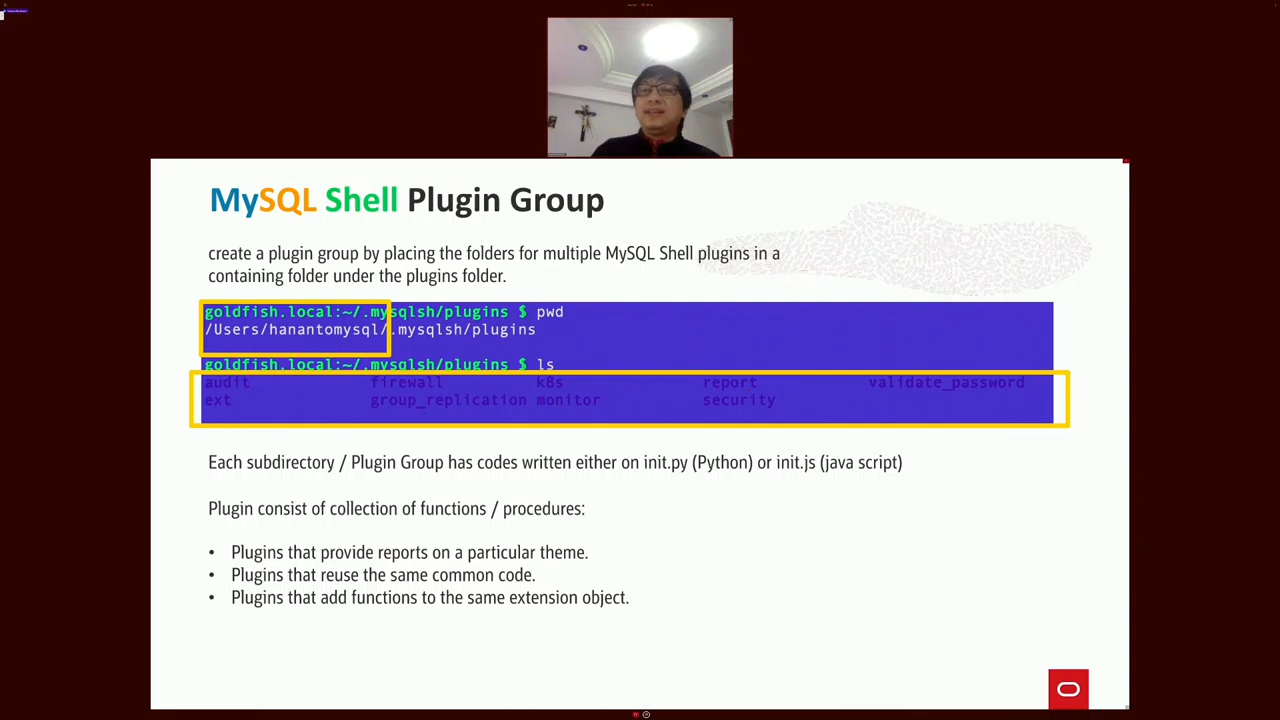 MySQL Shell Plugin Group
create a plugin group by placing the folders for multiple MySQL Shell plugins in a
containing folder under the plugins folder.
goldfish.local:~/.mysqlsh/plugins $ pwd
/Users/hanantomysql/.mysqlsh/plugins
goldfish.local:~/.mysqlsh/plugins $ ls
audit firewall k8s report validate_password
ext group_replication monitor security
Each subdirectory / Plugin Group has codes written either on init.py (Python) or init.js (java script)
Plugin consist of collection of functions / procedures:
• Plugins that provide reports on a particular theme.
• Plugins that reuse the same common code.
• Plugins that add functions to the same extension object.